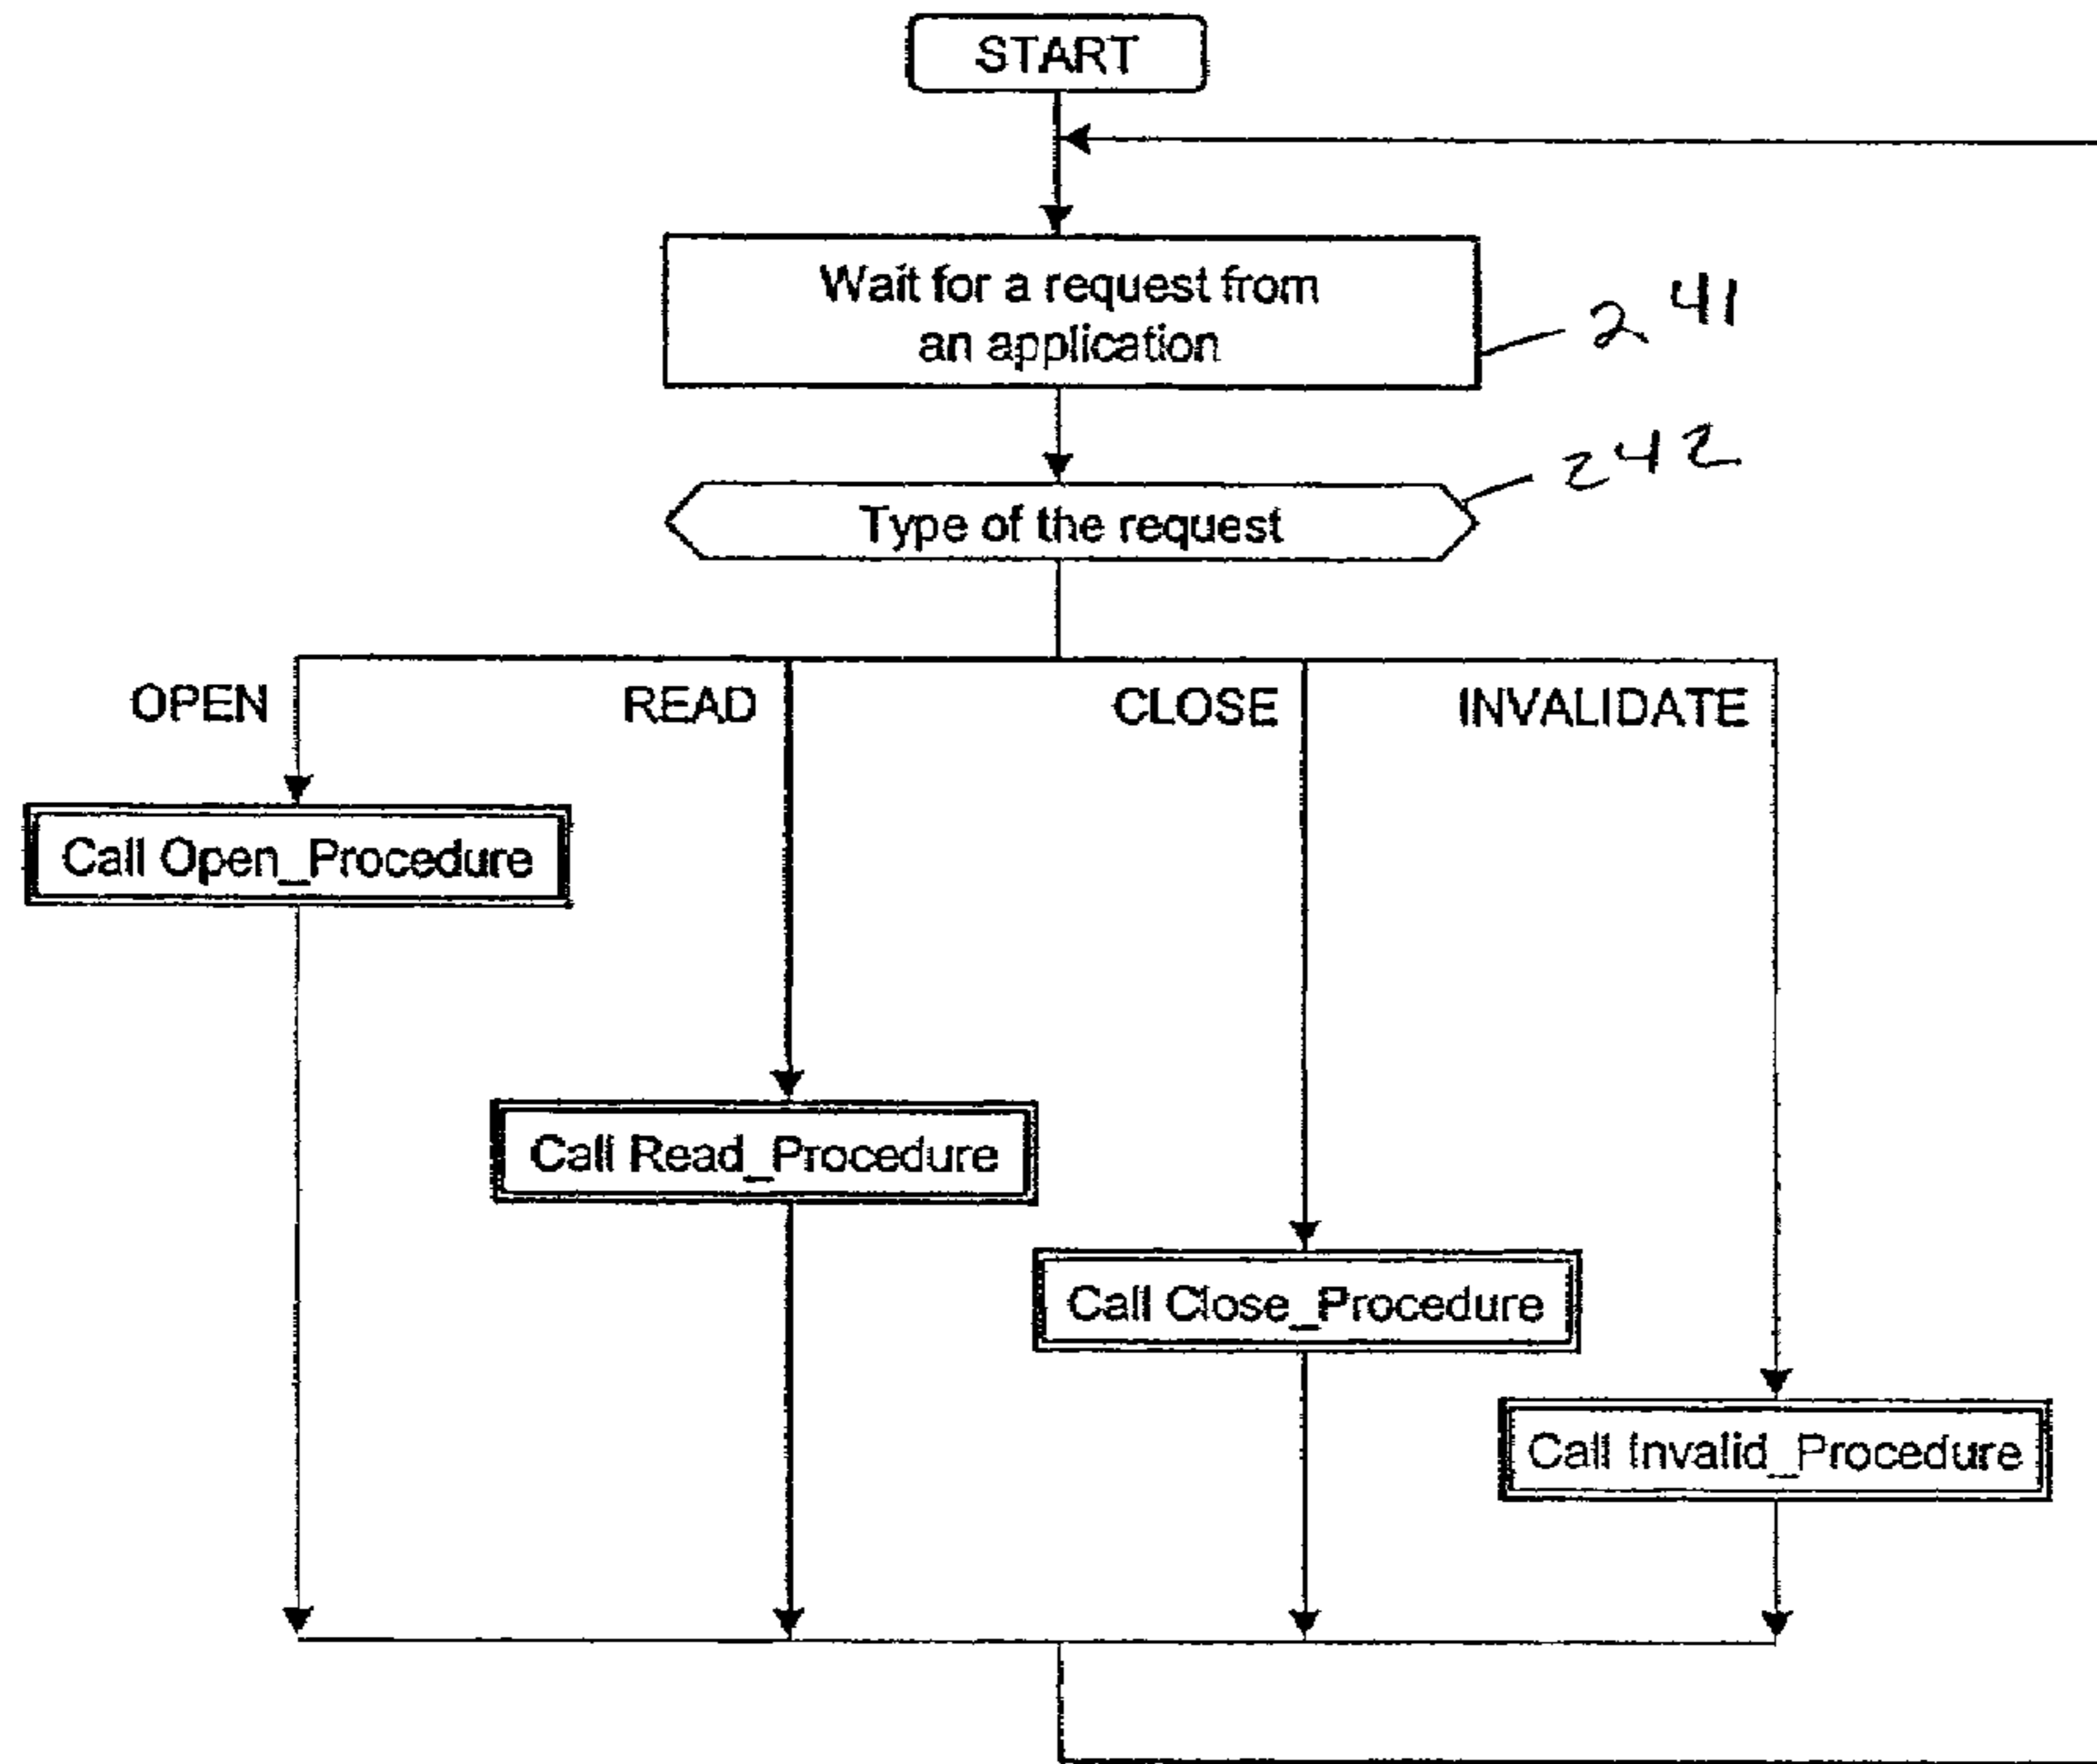 START
Wait for a request from
an application
241
Type of the request
242
OPEN
READ
CLOSE
INVALIDATE
Call Open_Procedure
Call Read_Procedure
Call Close_Procedure
Call Invalid_Procedure